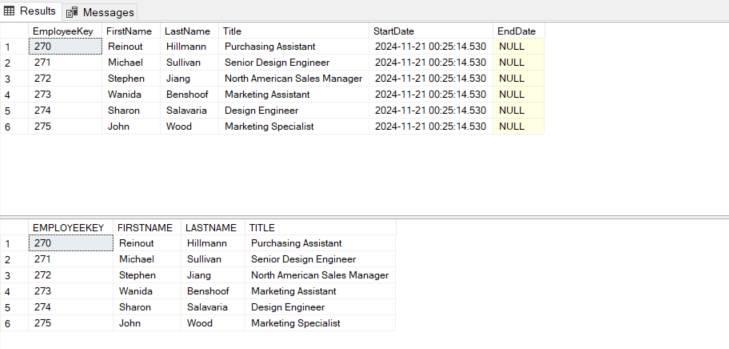 Results Messages
EmployeeKey FirstName LastName Title StartDate EndDate
1 270 Reinout Hillmann Purchasing Assistant 2024-11-21 00:25:14.530 NULL
2 271 Michael Sullivan Senior Design Engineer 2024-11-21 00:25:14.530 NULL
3 272 Stephen Jiang North American Sales Manager 2024-11-21 00:25:14.530 NULL
4 273 Wanida Benshoof Marketing Assistant 2024-11-21 00:25:14.530 NULL
5 274 Sharon Salavaria Design Engineer 2024-11-21 00:25:14.530 NULL
6 275 John Wood Marketing Specialist 2024-11-21 00:25:14.530 NULL
EMPLOYEEKEY FIRSTNAME LASTNAME TITLE
1 270 Reinout Hillmann Purchasing Assistant
2 271 Michael Sullivan Senior Design Engineer
3 272 Stephen Jiang North American Sales Manager
4 273 Wanida Benshoof Marketing Assistant
5 274 Sharon Salavaria Design Engineer
6 275 John Wood Marketing Specialist